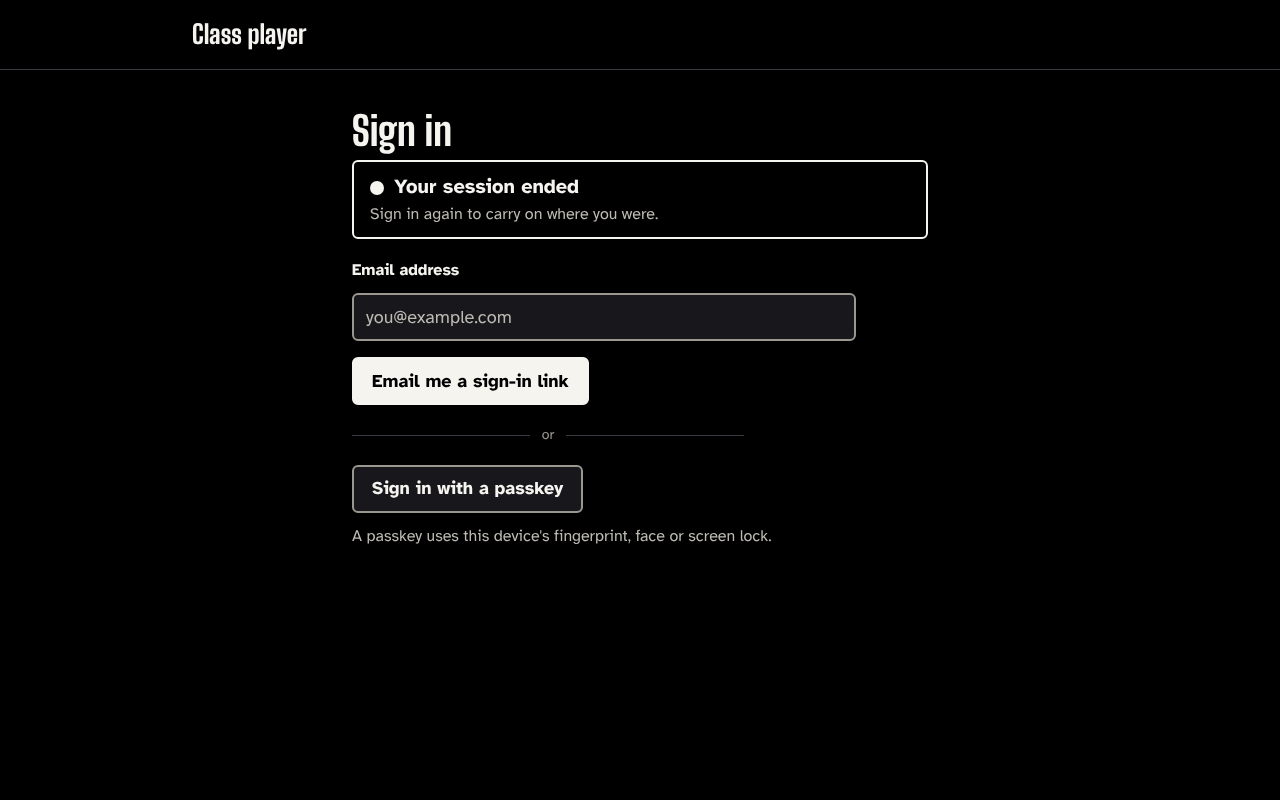 Class player
Sign in
Your session ended
Sign in again to carry on where you were.
Email address
you@example.com
Email me a sign-in link
or
Sign in with a passkey
A passkey uses this device's fingerprint, face or screen lock.